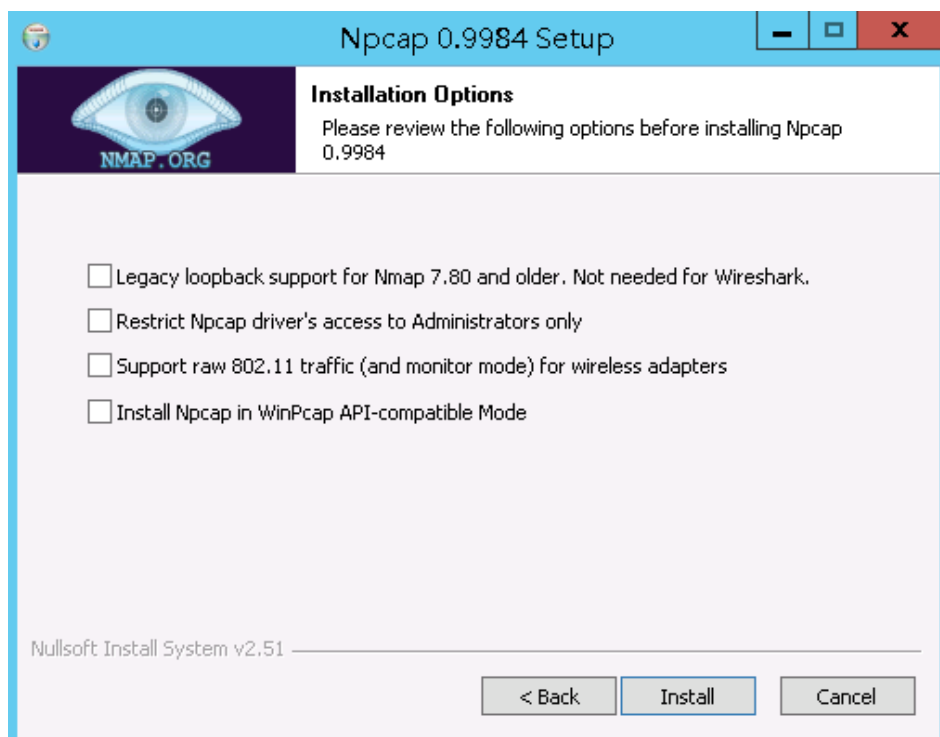 Npcap 0.9984 Setup
NMAP.ORG
Installation Options
Please review the following options before installing Npcap
0.9984
Legacy loopback support for Nmap 7.80 and older. Not needed for Wireshark.
Restrict Npcap driver's access to Administrators only
Support raw 802.11 traffic (and monitor mode) for wireless adapters
Install Npcap in WinPcap API-compatible Mode
Nullsoft Install System v2.51
< Back Install Cancel